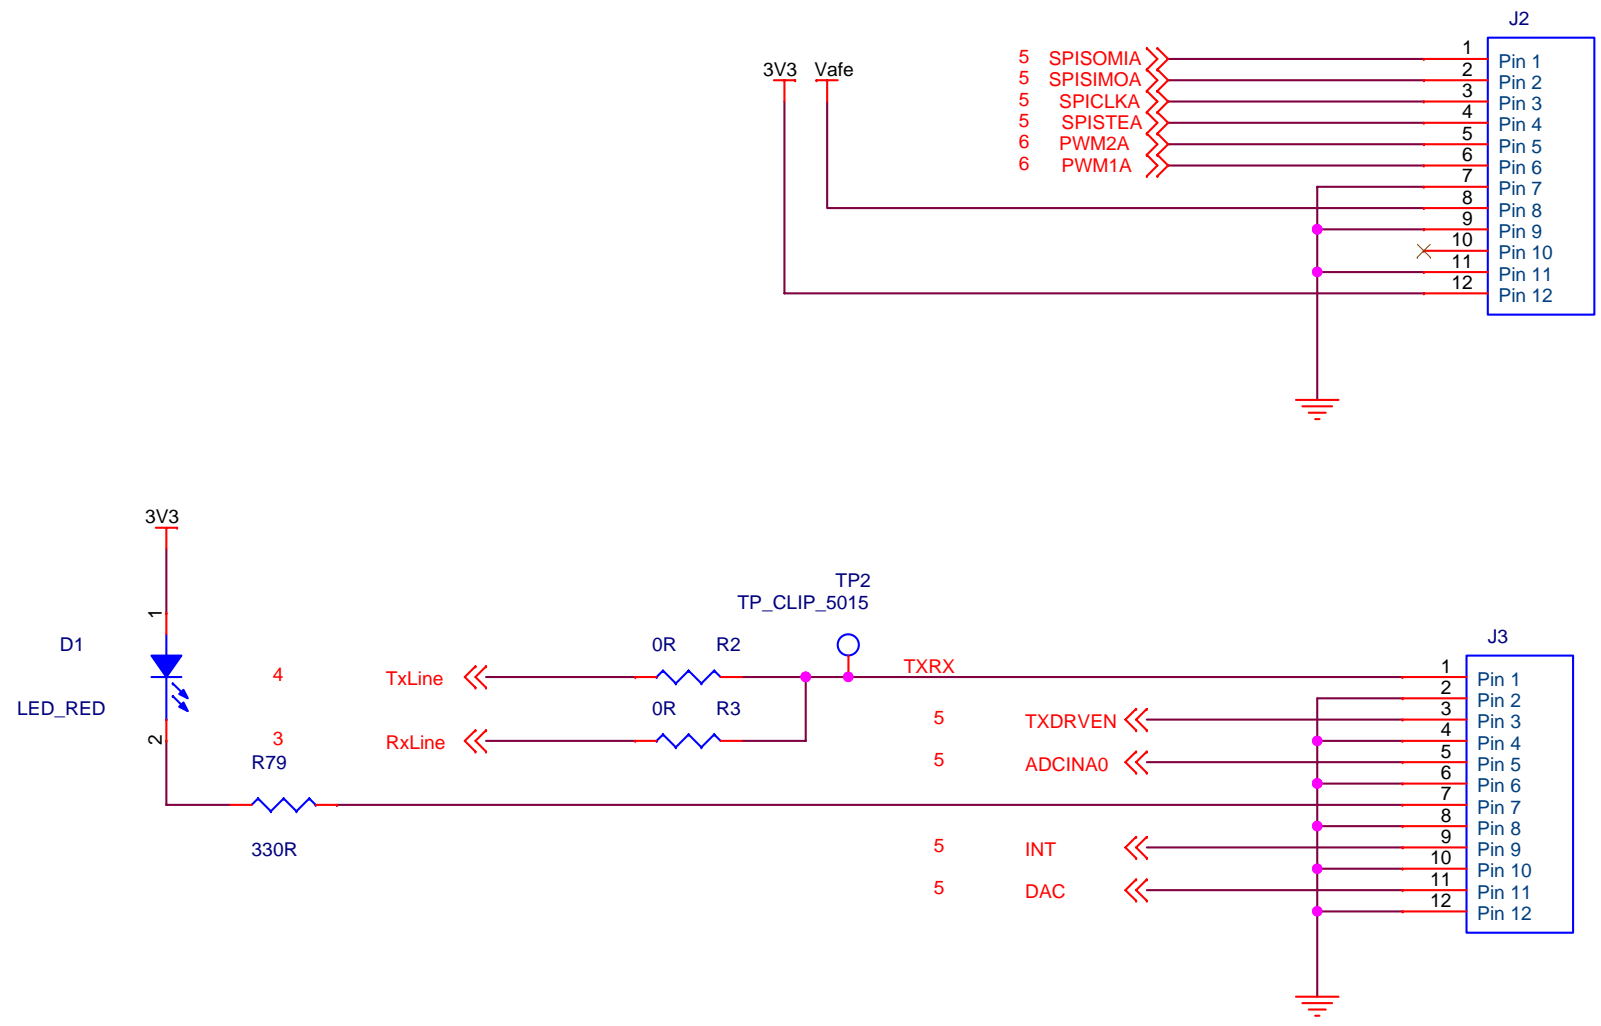 J2
3V3 Vafe
5 SPISOMIA 1 Pin 1
5 SPISIMOA 2 Pin 2
5 SPICLKA 3 Pin 3
5 SPISTEA 4 Pin 4
6 PWM2A 5 Pin 5
6 PWM1A 6 Pin 6
7 Pin 7
8 Pin 8
9 Pin 9
10 Pin 10
11 Pin 11
12 Pin 12
3V3
1
D1
LED_RED
2
TP2
TP_CLIP_5015
0R R2
4 TxLine
TXRX
0R R3
3 RxLine
R79
330R
J3
1 Pin 1
2 Pin 2
5 TXDRVEN 3 Pin 3
4 Pin 4
5 ADCINA0 5 Pin 5
6 Pin 6
7 Pin 7
8 Pin 8
5 INT 9 Pin 9
10 Pin 10
5 DAC 11 Pin 11
12 Pin 12